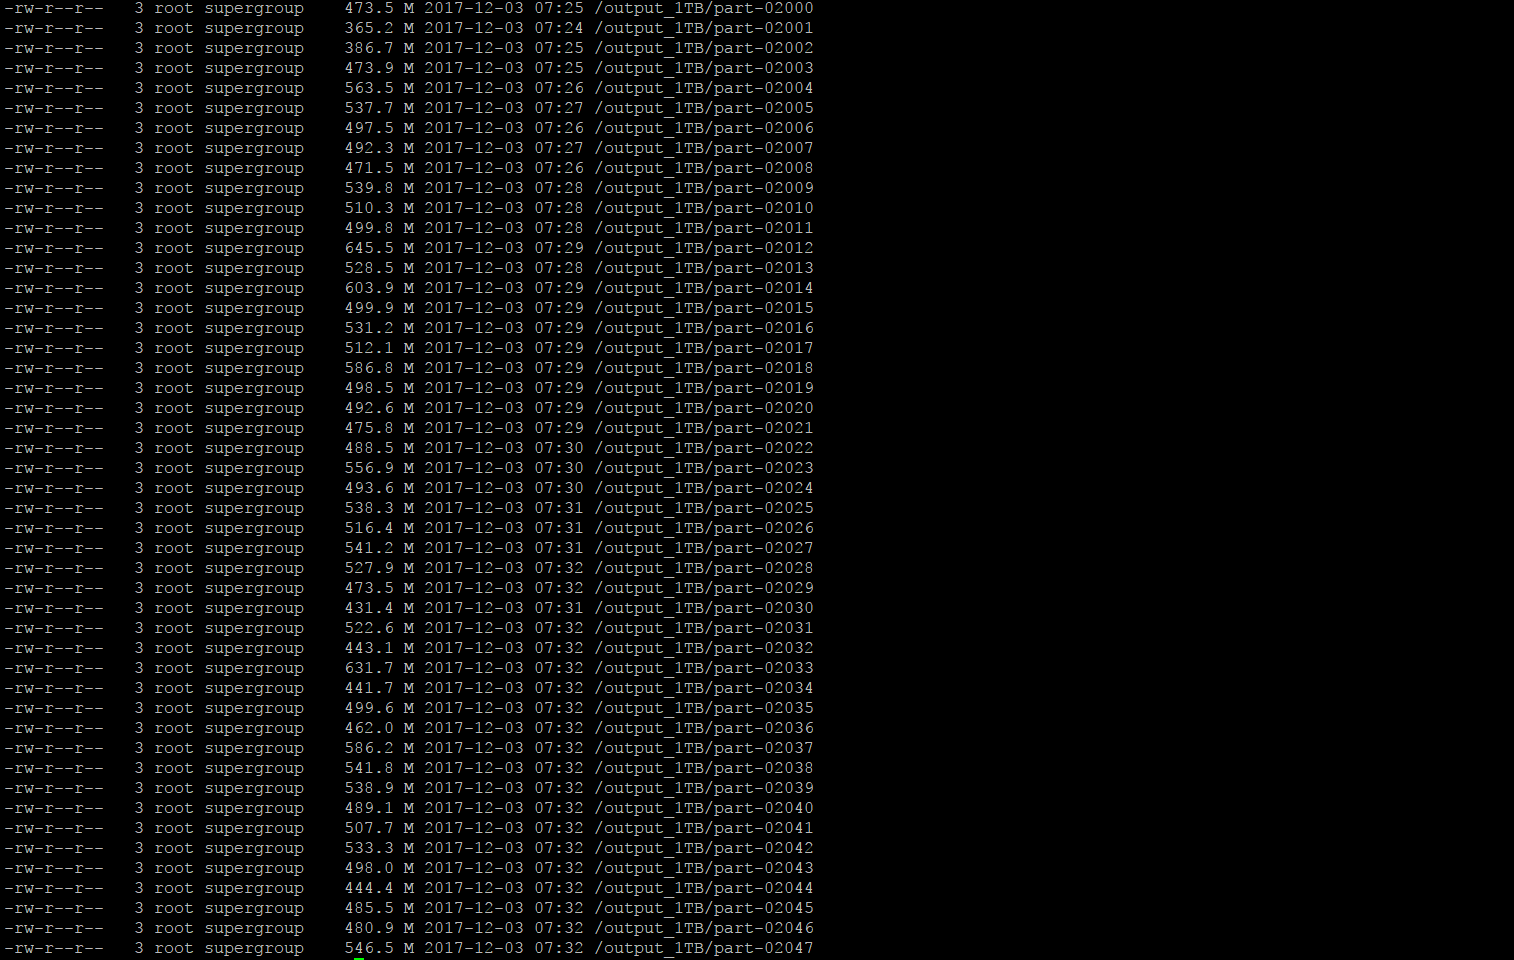 -rw-r--r--   3 root supergroup    473.5 M 2017-12-03 07:25 /output_1TB/part-02000
-rw-r--r--   3 root supergroup    365.2 M 2017-12-03 07:24 /output_1TB/part-02001
-rw-r--r--   3 root supergroup    386.7 M 2017-12-03 07:25 /output_1TB/part-02002
-rw-r--r--   3 root supergroup    473.9 M 2017-12-03 07:25 /output_1TB/part-02003
-rw-r--r--   3 root supergroup    563.5 M 2017-12-03 07:26 /output_1TB/part-02004
-rw-r--r--   3 root supergroup    537.7 M 2017-12-03 07:27 /output_1TB/part-02005
-rw-r--r--   3 root supergroup    497.5 M 2017-12-03 07:26 /output_1TB/part-02006
-rw-r--r--   3 root supergroup    492.3 M 2017-12-03 07:27 /output_1TB/part-02007
-rw-r--r--   3 root supergroup    471.5 M 2017-12-03 07:26 /output_1TB/part-02008
-rw-r--r--   3 root supergroup    539.8 M 2017-12-03 07:28 /output_1TB/part-02009
-rw-r--r--   3 root supergroup    510.3 M 2017-12-03 07:28 /output_1TB/part-02010
-rw-r--r--   3 root supergroup    499.8 M 2017-12-03 07:28 /output_1TB/part-02011
-rw-r--r--   3 root supergroup    645.5 M 2017-12-03 07:29 /output_1TB/part-02012
-rw-r--r--   3 root supergroup    528.5 M 2017-12-03 07:28 /output_1TB/part-02013
-rw-r--r--   3 root supergroup    603.9 M 2017-12-03 07:29 /output_1TB/part-02014
-rw-r--r--   3 root supergroup    499.9 M 2017-12-03 07:29 /output_1TB/part-02015
-rw-r--r--   3 root supergroup    531.2 M 2017-12-03 07:29 /output_1TB/part-02016
-rw-r--r--   3 root supergroup    512.1 M 2017-12-03 07:29 /output_1TB/part-02017
-rw-r--r--   3 root supergroup    586.8 M 2017-12-03 07:29 /output_1TB/part-02018
-rw-r--r--   3 root supergroup    498.5 M 2017-12-03 07:29 /output_1TB/part-02019
-rw-r--r--   3 root supergroup    492.6 M 2017-12-03 07:29 /output_1TB/part-02020
-rw-r--r--   3 root supergroup    475.8 M 2017-12-03 07:29 /output_1TB/part-02021
-rw-r--r--   3 root supergroup    488.5 M 2017-12-03 07:30 /output_1TB/part-02022
-rw-r--r--   3 root supergroup    556.9 M 2017-12-03 07:30 /output_1TB/part-02023
-rw-r--r--   3 root supergroup    493.6 M 2017-12-03 07:30 /output_1TB/part-02024
-rw-r--r--   3 root supergroup    538.3 M 2017-12-03 07:31 /output_1TB/part-02025
-rw-r--r--   3 root supergroup    516.4 M 2017-12-03 07:31 /output_1TB/part-02026
-rw-r--r--   3 root supergroup    541.2 M 2017-12-03 07:31 /output_1TB/part-02027
-rw-r--r--   3 root supergroup    527.9 M 2017-12-03 07:32 /output_1TB/part-02028
-rw-r--r--   3 root supergroup    473.5 M 2017-12-03 07:32 /output_1TB/part-02029
-rw-r--r--   3 root supergroup    431.4 M 2017-12-03 07:31 /output_1TB/part-02030
-rw-r--r--   3 root supergroup    522.6 M 2017-12-03 07:32 /output_1TB/part-02031
-rw-r--r--   3 root supergroup    443.1 M 2017-12-03 07:32 /output_1TB/part-02032
-rw-r--r--   3 root supergroup    631.7 M 2017-12-03 07:32 /output_1TB/part-02033
-rw-r--r--   3 root supergroup    441.7 M 2017-12-03 07:32 /output_1TB/part-02034
-rw-r--r--   3 root supergroup    499.6 M 2017-12-03 07:32 /output_1TB/part-02035
-rw-r--r--   3 root supergroup    462.0 M 2017-12-03 07:32 /output_1TB/part-02036
-rw-r--r--   3 root supergroup    586.2 M 2017-12-03 07:32 /output_1TB/part-02037
-rw-r--r--   3 root supergroup    541.8 M 2017-12-03 07:32 /output_1TB/part-02038
-rw-r--r--   3 root supergroup    538.9 M 2017-12-03 07:32 /output_1TB/part-02039
-rw-r--r--   3 root supergroup    489.1 M 2017-12-03 07:32 /output_1TB/part-02040
-rw-r--r--   3 root supergroup    507.7 M 2017-12-03 07:32 /output_1TB/part-02041
-rw-r--r--   3 root supergroup    533.3 M 2017-12-03 07:32 /output_1TB/part-02042
-rw-r--r--   3 root supergroup    498.0 M 2017-12-03 07:32 /output_1TB/part-02043
-rw-r--r--   3 root supergroup    444.4 M 2017-12-03 07:32 /output_1TB/part-02044
-rw-r--r--   3 root supergroup    485.5 M 2017-12-03 07:32 /output_1TB/part-02045
-rw-r--r--   3 root supergroup    480.9 M 2017-12-03 07:32 /output_1TB/part-02046
-rw-r--r--   3 root supergroup    546.5 M 2017-12-03 07:32 /output_1TB/part-02047